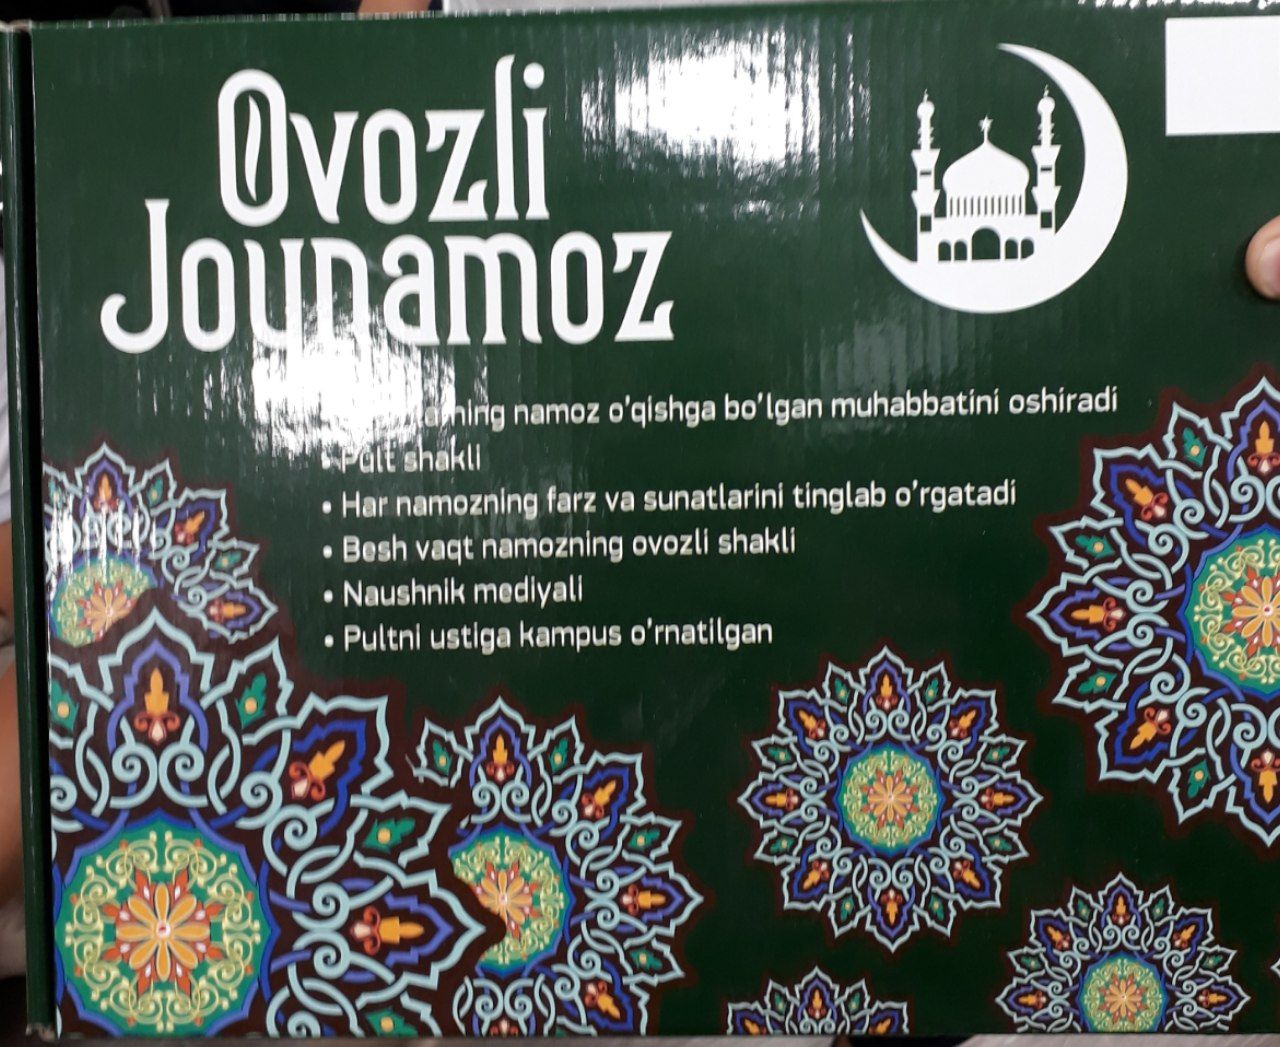 Ovozli
Joynamoz
namoz o'qishga bo'lgan muhabbatini oshiradi
• Pult shakli
• Har namozning farz va sunatlarini tinglab o'rgatadi
• Besh vaqt namozning ovozli shakli
• Naushnik mediyali
• Pultni ustiga kampus o'rnatilgan